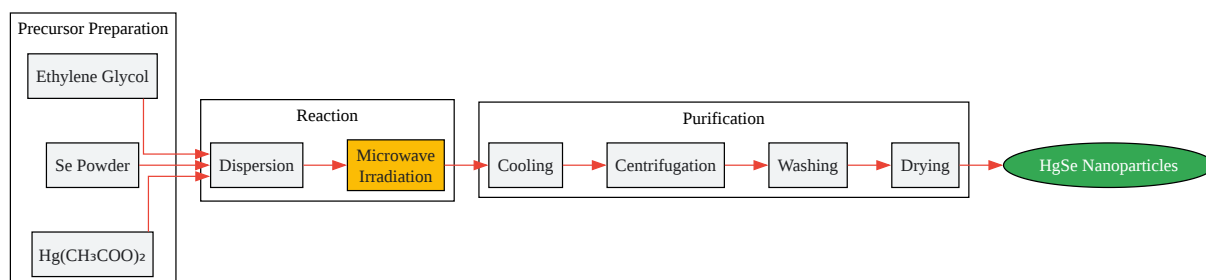 Precursor Preparation
Ethylene Glycol
Se Powder
Hg(CH₃COO)₂
Reaction
Dispersion
Microwave
Irradiation
Purification
Cooling
Centrifugation
Washing
Drying
HgSe Nanoparticles